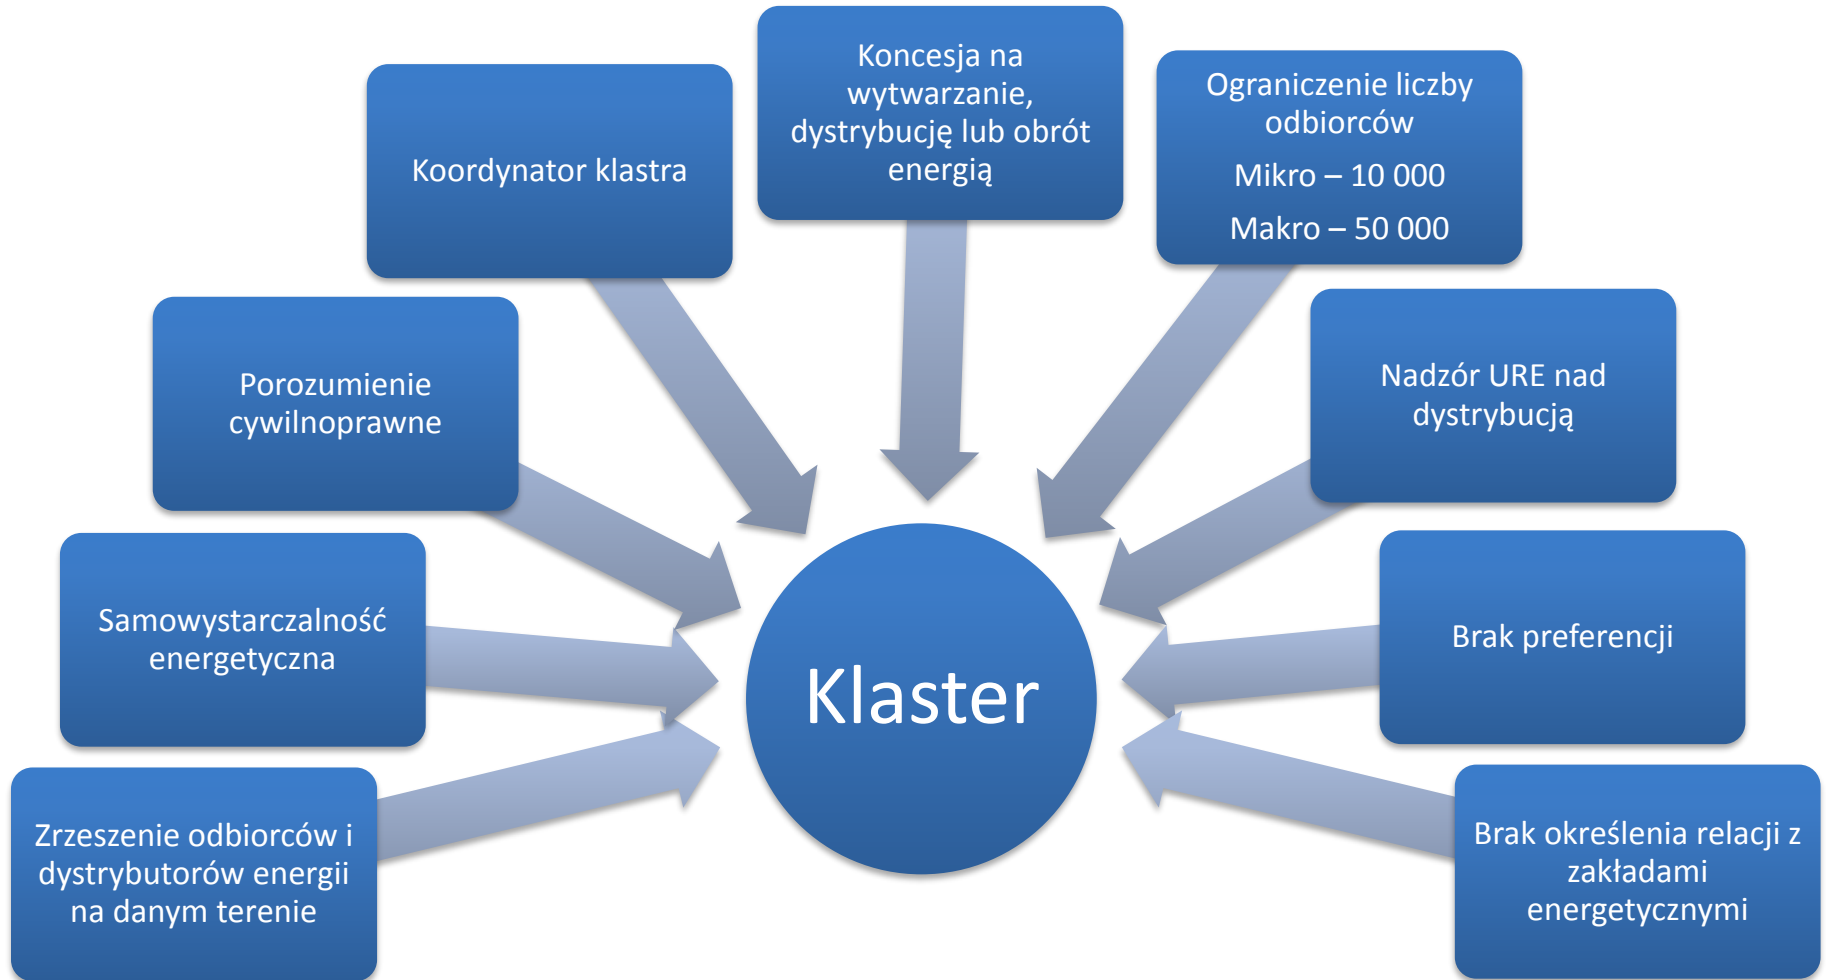 Koncesja na
wytwarzanie,
dystrybucję lub obrót
energią
Ograniczenie liczby
odbiorców
Mikro – 10 000
Makro – 50 000
Koordynator klastra
Nadzór URE nad
dystrybucją
Porozumienie
cywilnoprawne
Samowystarczalność
energetyczna
Brak preferencji
Klaster
Zrzeszenie odbiorców i
dystrybutorów energii
na danym terenie
Brak określenia relacji z
zakładami
energetycznymi